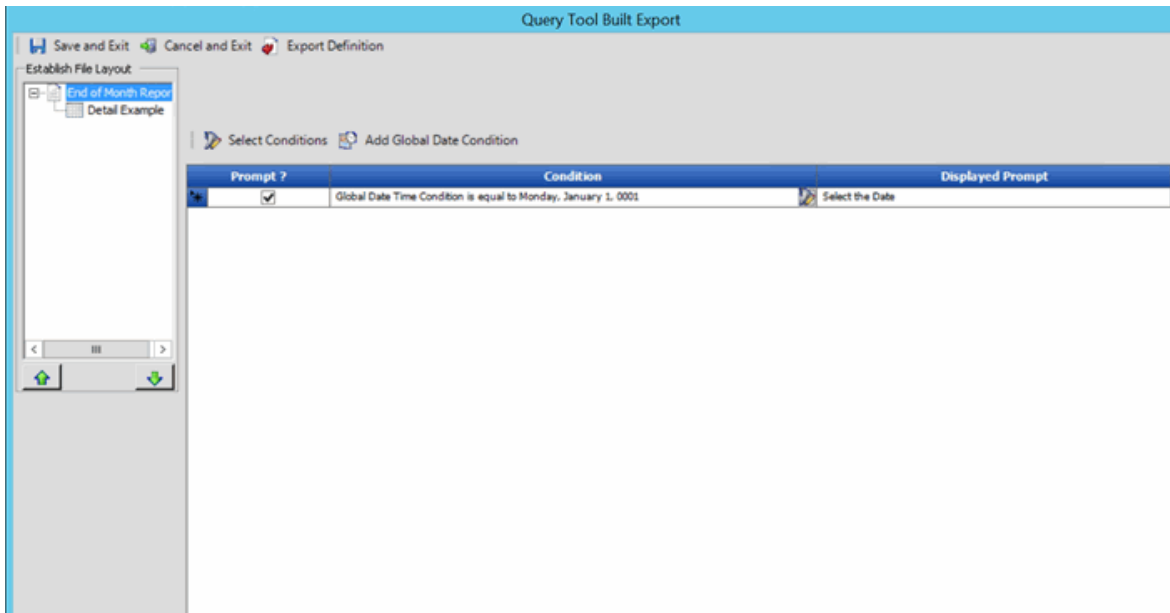 Query Tool Built Export
Save and Exit Cancel and Exit Export Definition
Establish File Layout
End of Month Repor
Detail Example
Select Conditions Add Global Date Condition
Prompt ? Condition Displayed Prompt
Global Date Time Condition is equal to Monday, January 1, 0001 Select the Date